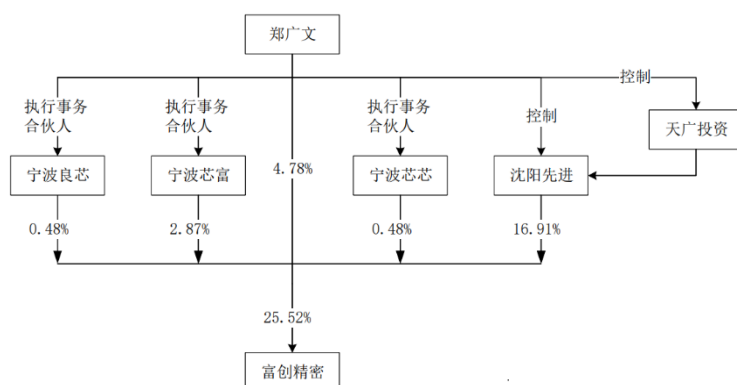 郑广文
控制
执行事务
合伙人
执行事务
合伙人
执行事务
合伙人
控制
天广投资
宁波良芯
宁波芯富
4.78%
宁波芯芯
沈阳先进
0.48%
2.87%
0.48%
16.91%
25.52%
富创精密